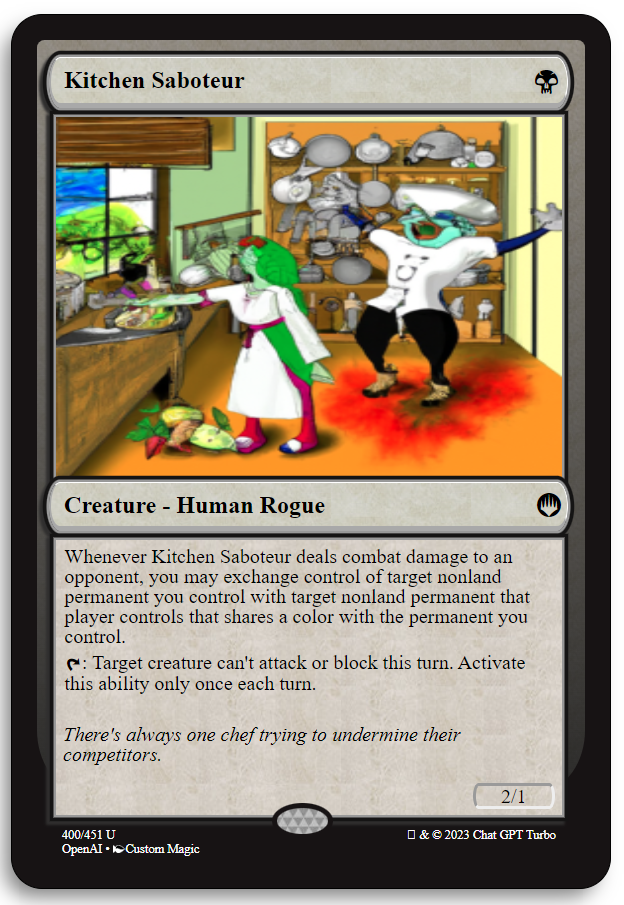 Kitchen Saboteur
Creature - Human Rogue
Whenever Kitchen Saboteur deals combat damage to an
opponent, you may exchange control of target nonland
permanent you control with target nonland permanent that
player controls that shares a color with the permanent you
control.
: Target creature can't attack or block this turn. Activate
this ability only once each turn.
There's always one chef trying to undermine their
competitors.
2/1
400/451 U
OpenAI • Custom Magic
& © 2023 Chat GPT Turbo